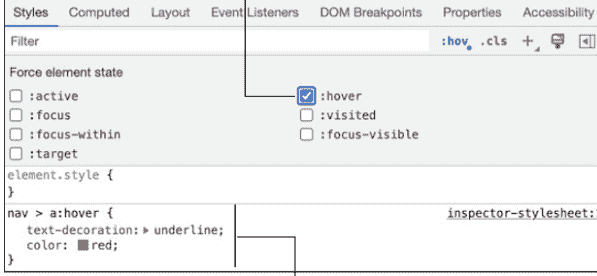 Styles Computed Layout Event Listeners DOM Breakpoints Properties Accessibility
Filter :hov .cls +
Force element state
:active :hover
:focus :visited
:focus-within :focus-visible
:target
element.style {
}
nav > a:hover { inspector-stylesheet:
text-decoration: underline;
color: red;
}